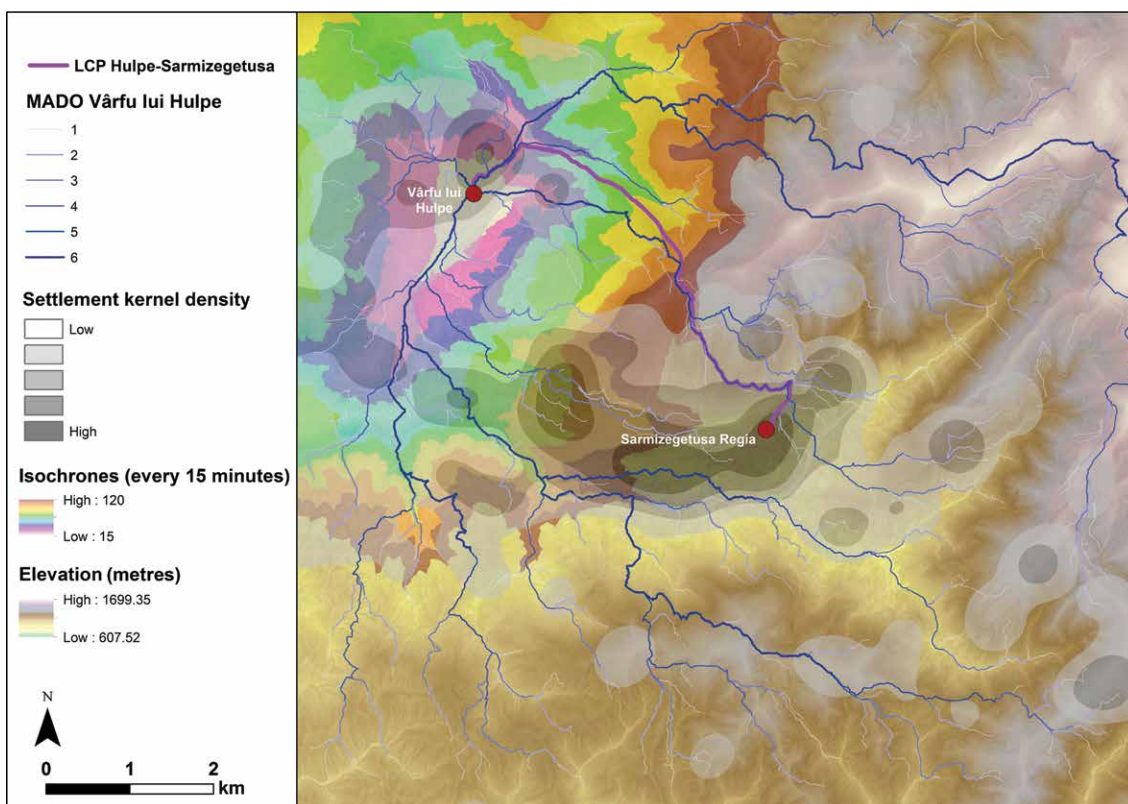 LCP Hulpe-Sarmizegetusa
MADO Vârfu lui Hulpe
1
2
3
4
5
6
Settlement kernel density
Low
High
Isochrones (every 15 minutes)
High : 120
Low : 15
Elevation (metres)
High : 1699.35
Low : 607.52
N
0 1 2
km
Vârfu lui
Hulpe
Sarmizegetusa Regia